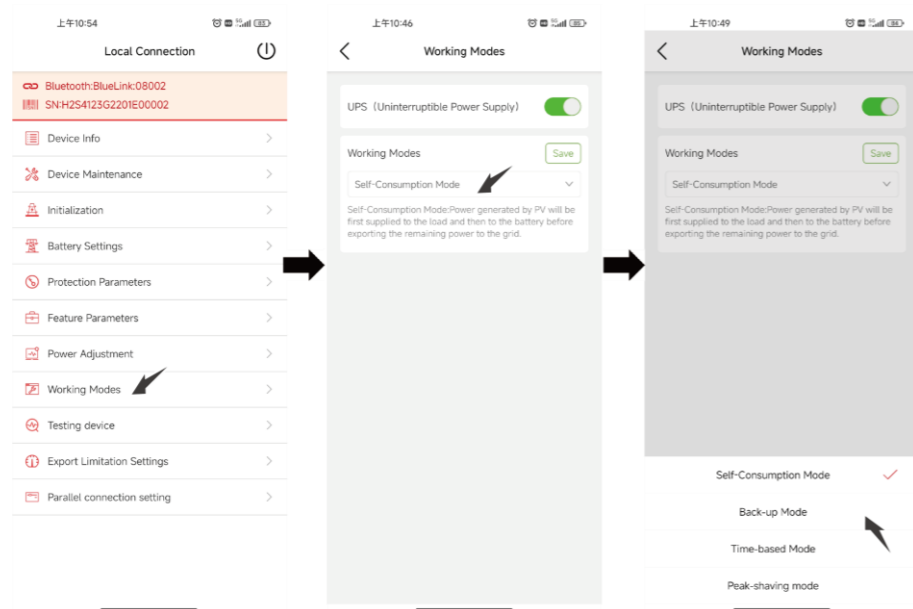 上午10:54
5G
85
Local Connection
Bluetooth:BlueLink:08002
SN:H2S4123G2201E00002
Device Info
Device Maintenance
Initialization
Battery Settings
Protection Parameters
Feature Parameters
Power Adjustment
Working Modes
Testing device
Export Limitation Settings
Parallel connection setting
上午10:46
5G
85
Working Modes
UPS（Uninterruptible Power Supply）
Working Modes
Save
Self-Consumption Mode
Self-Consumption Mode:Power generated by PV will be
first supplied to the load and then to the battery before
exporting the remaining power to the grid.
上午10:49
5G
Working Modes
UPS（Uninterruptible Power Supply）
Working Modes
Save
Self-Consumption Mode
Self-Consumption Mode:Power generated by PV will be
first supplied to the load and then to the battery before
exporting the remaining power to the grid.
Self-Consumption Mode
Back-up Mode
Time-based Mode
Peak-shaving mode